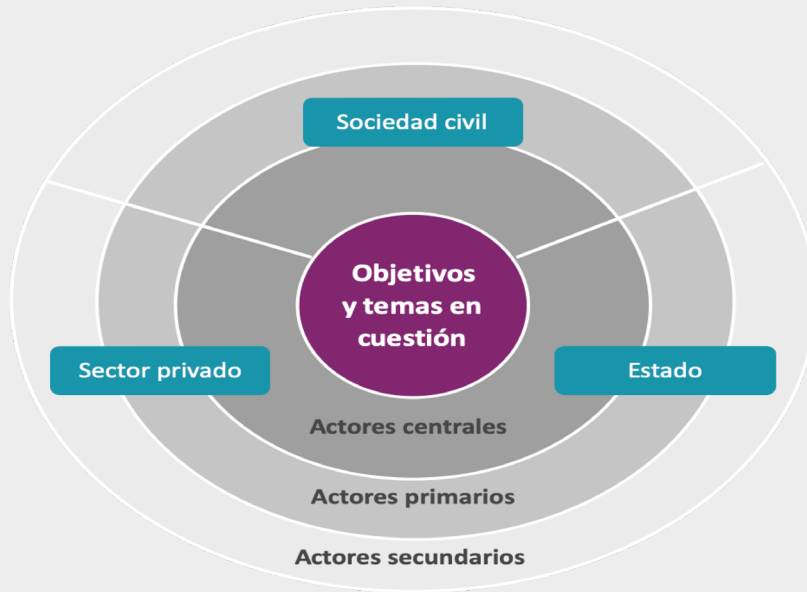 Sociedad civil
Objetivos
y temas en
cuestión
Sector privado
Estado
Actores centrales
Actores primarios
Actores secundarios